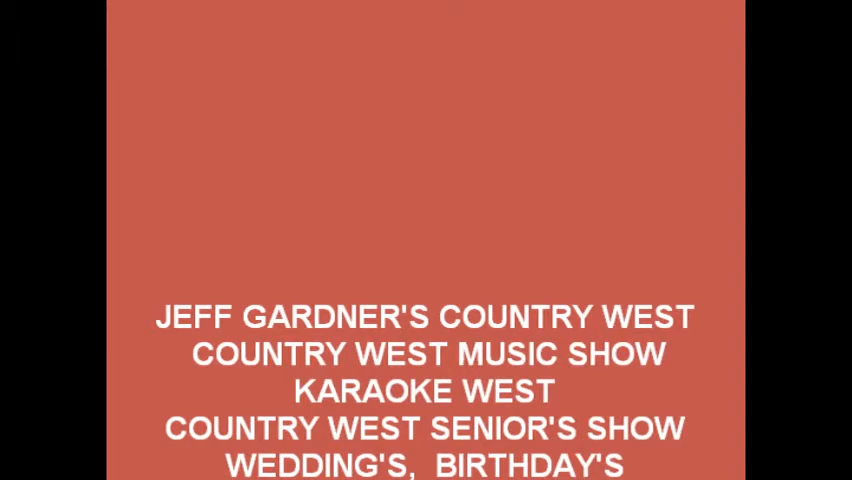 JEFF GARDNER'S COUNTRY WEST
COUNTRY WEST MUSIC SHOW
KARAOKE WEST
COUNTRY WEST SENIOR'S SHOW
WEDDING'S,  BIRTHDAY'S